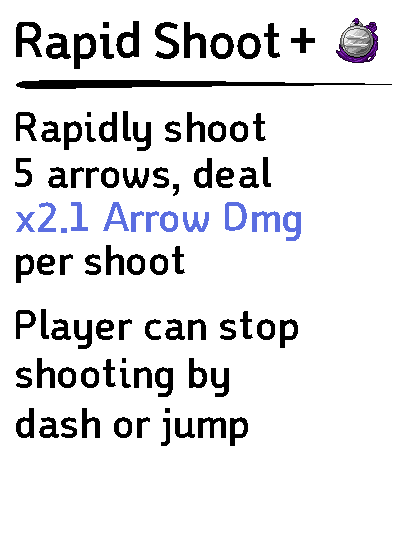 Rapid Shoot+
Rapidly shoot
5 arrows, deal
x2.1 Arrow Dmg
per shoot
Player can stop
shooting by
dash or jump